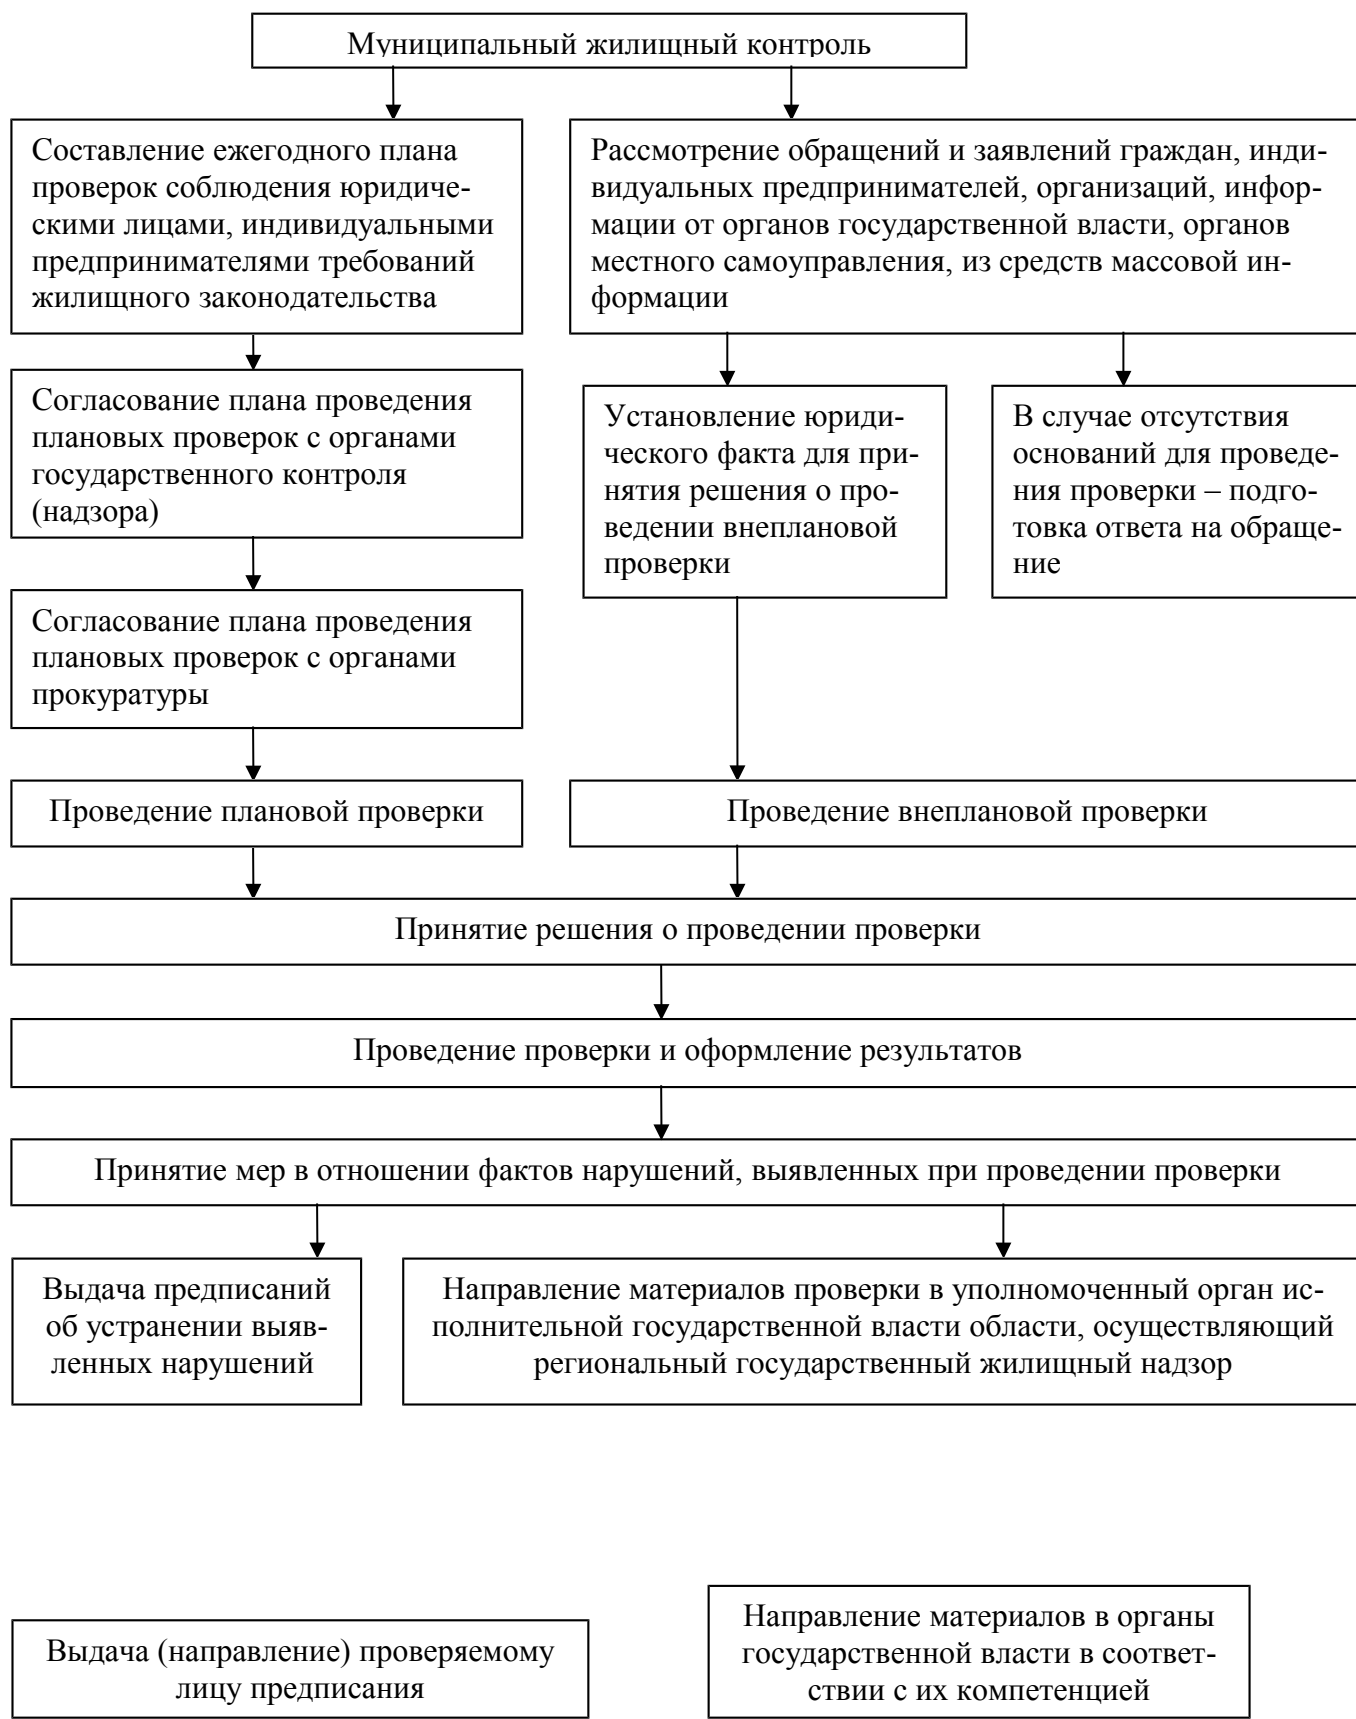 Муниципальный жилищный контроль
Составление ежегодного плана
проверок соблюдения юридиче-
скими лицами, индивидуальными
предпринимателями требований
жилищного законодательства
Рассмотрение обращений и заявлений граждан, инди-
видуальных предпринимателей, организаций, инфор-
мации от органов государственной власти, органов
местного самоуправления, из средств массовой ин-
формации
Согласование плана проведения
плановых проверок с органами
государственного контроля
(надзора)
Установление юриди-
ческого факта для при-
нятия решения о про-
ведении внеплановой
проверки
В случае отсутствия
оснований для проведе-
ния проверки – подго-
товка ответа на обраще-
ние
Согласование плана проведения
плановых проверок с органами
прокуратуры
Проведение плановой проверки
Проведение внеплановой проверки
Принятие решения о проведении проверки
Проведение проверки и оформление результатов
Принятие мер в отношении фактов нарушений, выявленных при проведении проверки
Выдача предписаний
об устранении выяв-
ленных нарушений
Направление материалов проверки в уполномоченный орган ис-
полнительной государственной власти области, осуществляющий
региональный государственный жилищный надзор
Выдача (направление) проверяемому
лицу предписания
Направление материалов в органы
государственной власти в соответ-
ствии с их компетенцией